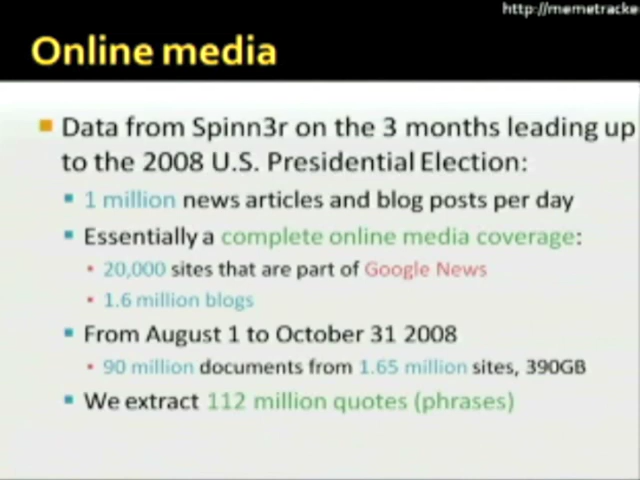 http://memetracke
Online media
Data from Spinn3r on the 3 months leading up
to the 2008 U.S. Presidential Election:
1 million news articles and blog posts per day
Essentially a complete online media coverage:
20,000 sites that are part of Google News
1.6 million blogs
From August 1 to October 31 2008
90 million documents from 1.65 million sites, 390GB
We extract 112 million quotes (phrases)